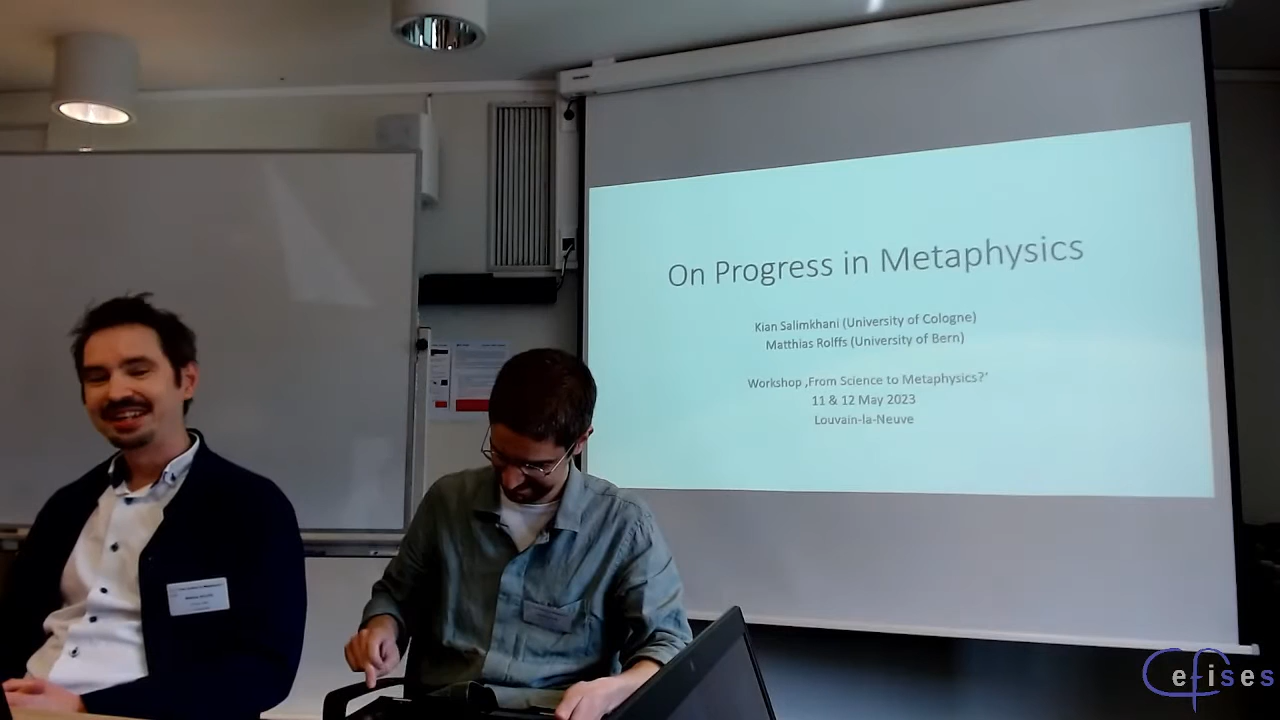 On Progress in Metaphysics
Kian Salimkhani (University of Cologne)
Matthias Rolffs (University of Bern)
Workshop ‚From Science to Metaphysics?'
11 & 12 May 2023
Louvain-la-Neuve
Cefises